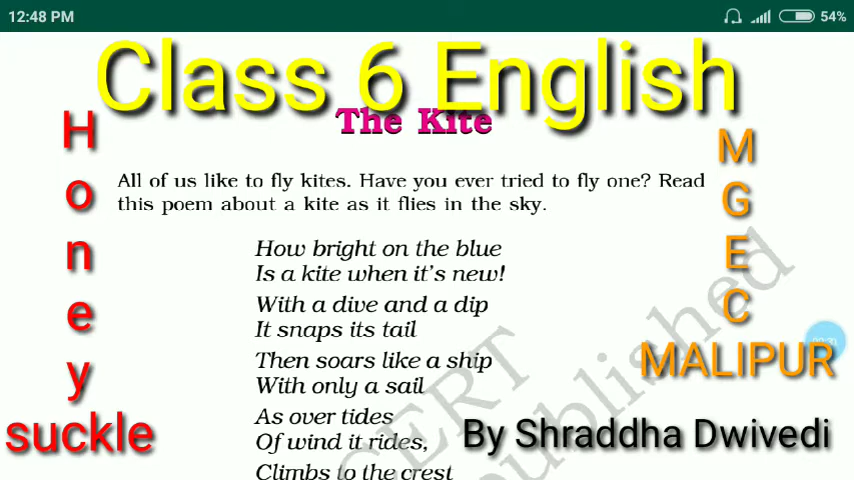 12:48 PM
54%
Class 6 English
The Kite
Honey
suckle
MGEC
MALIPUR
All of us like to fly kites. Have you ever tried to fly one? Read
this poem about a kite as it flies in the sky.
How bright on the blue
Is a kite when it's new!
With a dive and a dip
It snaps its tail
Then soars like a ship
With only a sail
As over tides
Of wind it rides,
Climbs to the crest
By Shraddha Dwivedi